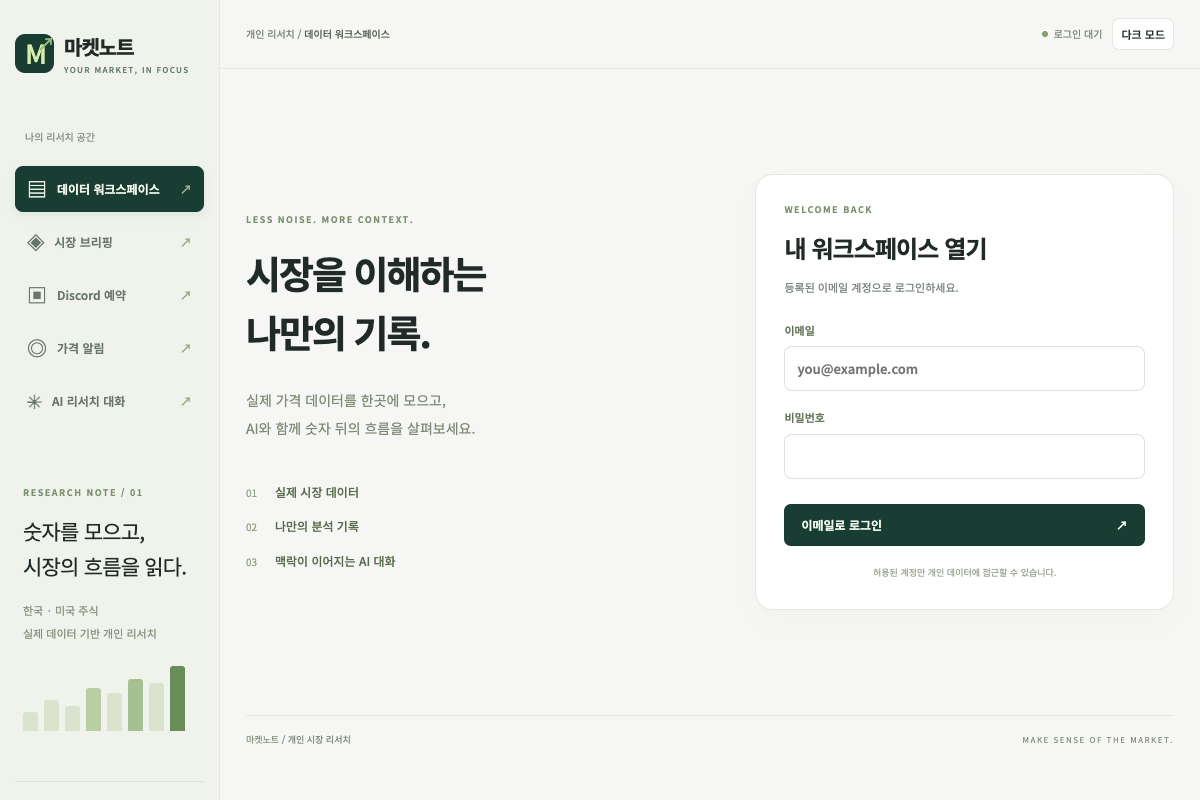 마켓노트
YOUR MARKET, IN FOCUS
나의 리서치 공간
데이터 워크스페이스 ↗
시장 브리핑 ↗
Discord 예약 ↗
가격 알림 ↗
AI 리서치 대화 ↗
RESEARCH NOTE / 01
숫자를 모으고,
시장의 흐름을 읽다.
한국 · 미국 주식
실제 데이터 기반 개인 리서치
개인 리서치 / 데이터 워크스페이스
로그인 대기
다크 모드
LESS NOISE. MORE CONTEXT.
시장을 이해하는
나만의 기록.
실제 가격 데이터를 한곳에 모으고,
AI와 함께 숫자 뒤의 흐름을 살펴보세요.
01 실제 시장 데이터
02 나만의 분석 기록
03 맥락이 이어지는 AI 대화
WELCOME BACK
내 워크스페이스 열기
등록된 이메일 계정으로 로그인하세요.
이메일
you@example.com
비밀번호
이메일로 로그인 ↗
허용된 계정만 개인 데이터에 접근할 수 있습니다.
마켓노트 / 개인 시장 리서치
MAKE SENSE OF THE MARKET.